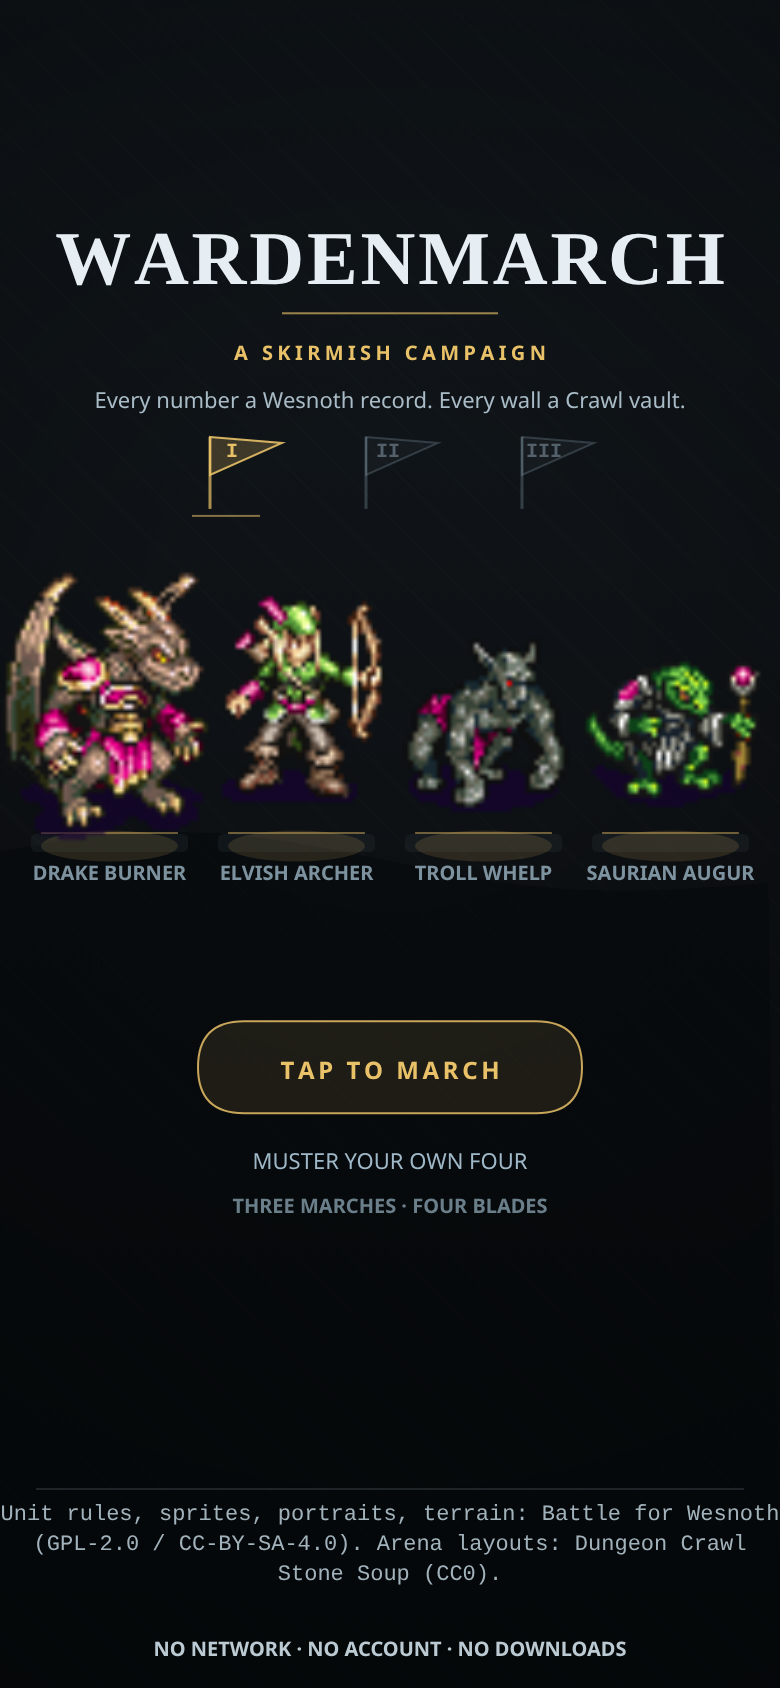 WARDENMARCH
A SKIRMISH CAMPAIGN
Every number a Wesnoth record. Every wall a Crawl vault.
I II III
DRAKE BURNER ELVISH ARCHER TROLL WHELP SAURIAN AUGUR
TAP TO MARCH
MUSTER YOUR OWN FOUR
THREE MARCHES · FOUR BLADES
Unit rules, sprites, portraits, terrain: Battle for Wesnoth
(GPL-2.0 / CC-BY-SA-4.0). Arena layouts: Dungeon Crawl
Stone Soup (CC0).
NO NETWORK · NO ACCOUNT · NO DOWNLOADS